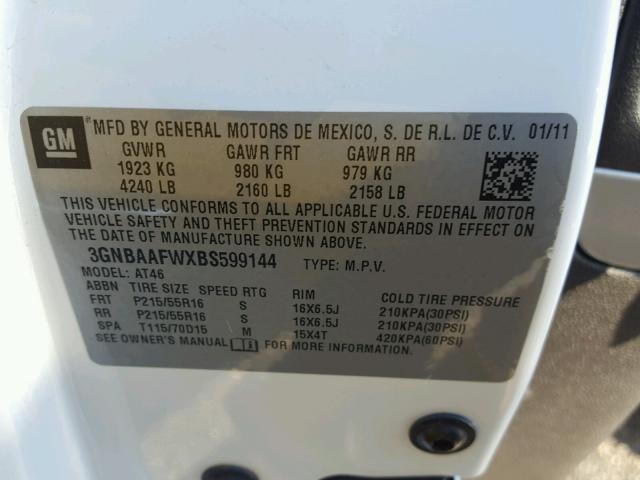 GM
MFD BY GENERAL MOTORS DE MEXICO, S. DE R.L. DE C.V. 01/11
GVWR GAWR FRT GAWR RR
1923 KG 980 KG 979 KG
4240 LB 2160 LB 2158 LB
THIS VEHICLE CONFORMS TO ALL APPLICABLE U.S. FEDERAL MOTOR
VEHICLE SAFETY AND THEFT PREVENTION STANDARDS IN EFFECT ON
THE DATE OF MANUFACTURE SHOWN ABOVE.
3GNBAAFWXBS599144 TYPE: M.P.V.
MODEL: AT46
ABBN TIRE SIZE SPEED RTG RIM COLD TIRE PRESSURE
FRT P215/55R16 S 16X6.5J 210KPA(30PSI)
RR P215/55R16 S 16X6.5J 210KPA(30PSI)
SPA T115/70D15 M 15X4T 420KPA(60PSI)
SEE OWNER'S MANUAL FOR MORE INFORMATION.